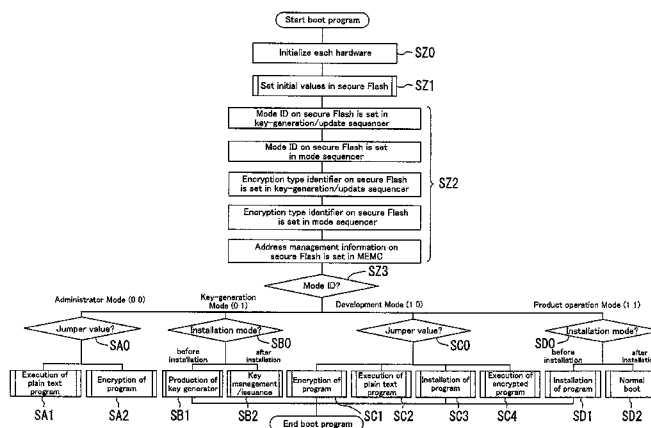 Start boot program
Initialize each hardware
SZ0
Set initial values in secure Flash
SZ1
Mode ID on secure Flash is set in
key-generation/update sequencer
Mode ID on secure Flash is set
in mode sequencer
Encryption type identifier on secure Flash
is set in key-generation/update sequencer
SZ2
Encryption type identifier on secure Flash
is set in mode sequencer
Address management information on
secure Flash is set in MEMC
SZ3
Mode ID?
Administrator Mode (0 0)
Key-generation
Mode (0 1)
Development Mode (1 0)
Product operation Mode (1 1)
Jumper value?
SA0
Installation mode?
SB0
Jumper value?
SC0
Installation mode?
SD0
before
installation
after
installation
before
installation
after
installation
Execution of
plain text
program
Encryption of
program
Production of
key generator
Key
management
/issuance
Encryption of
program
Execution of
plain text
program
Installation of
program
Execution of
encrypted
program
Installation of
program
Normal
boot
SA1
SA2
SB1
SB2
SC1
SC2
SC3
SC4
SD1
SD2
End boot program